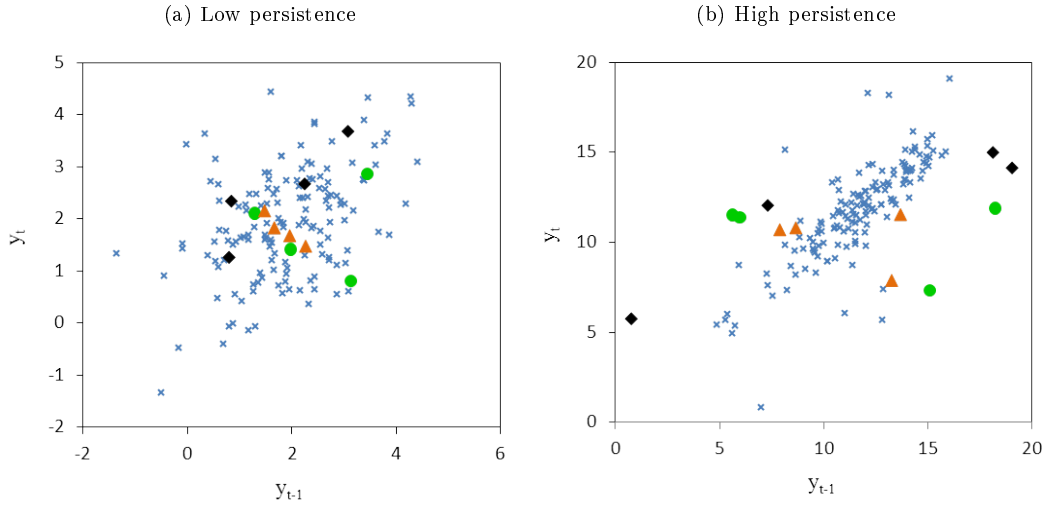 (a) Low persistence
5
4
3
2
1
0
-1
-2
-2 0 2 4 6
y_t
y_{t-1}
(b) High persistence
20
15
10
5
0
0 5 10 15 20
y_t
y_{t-1}